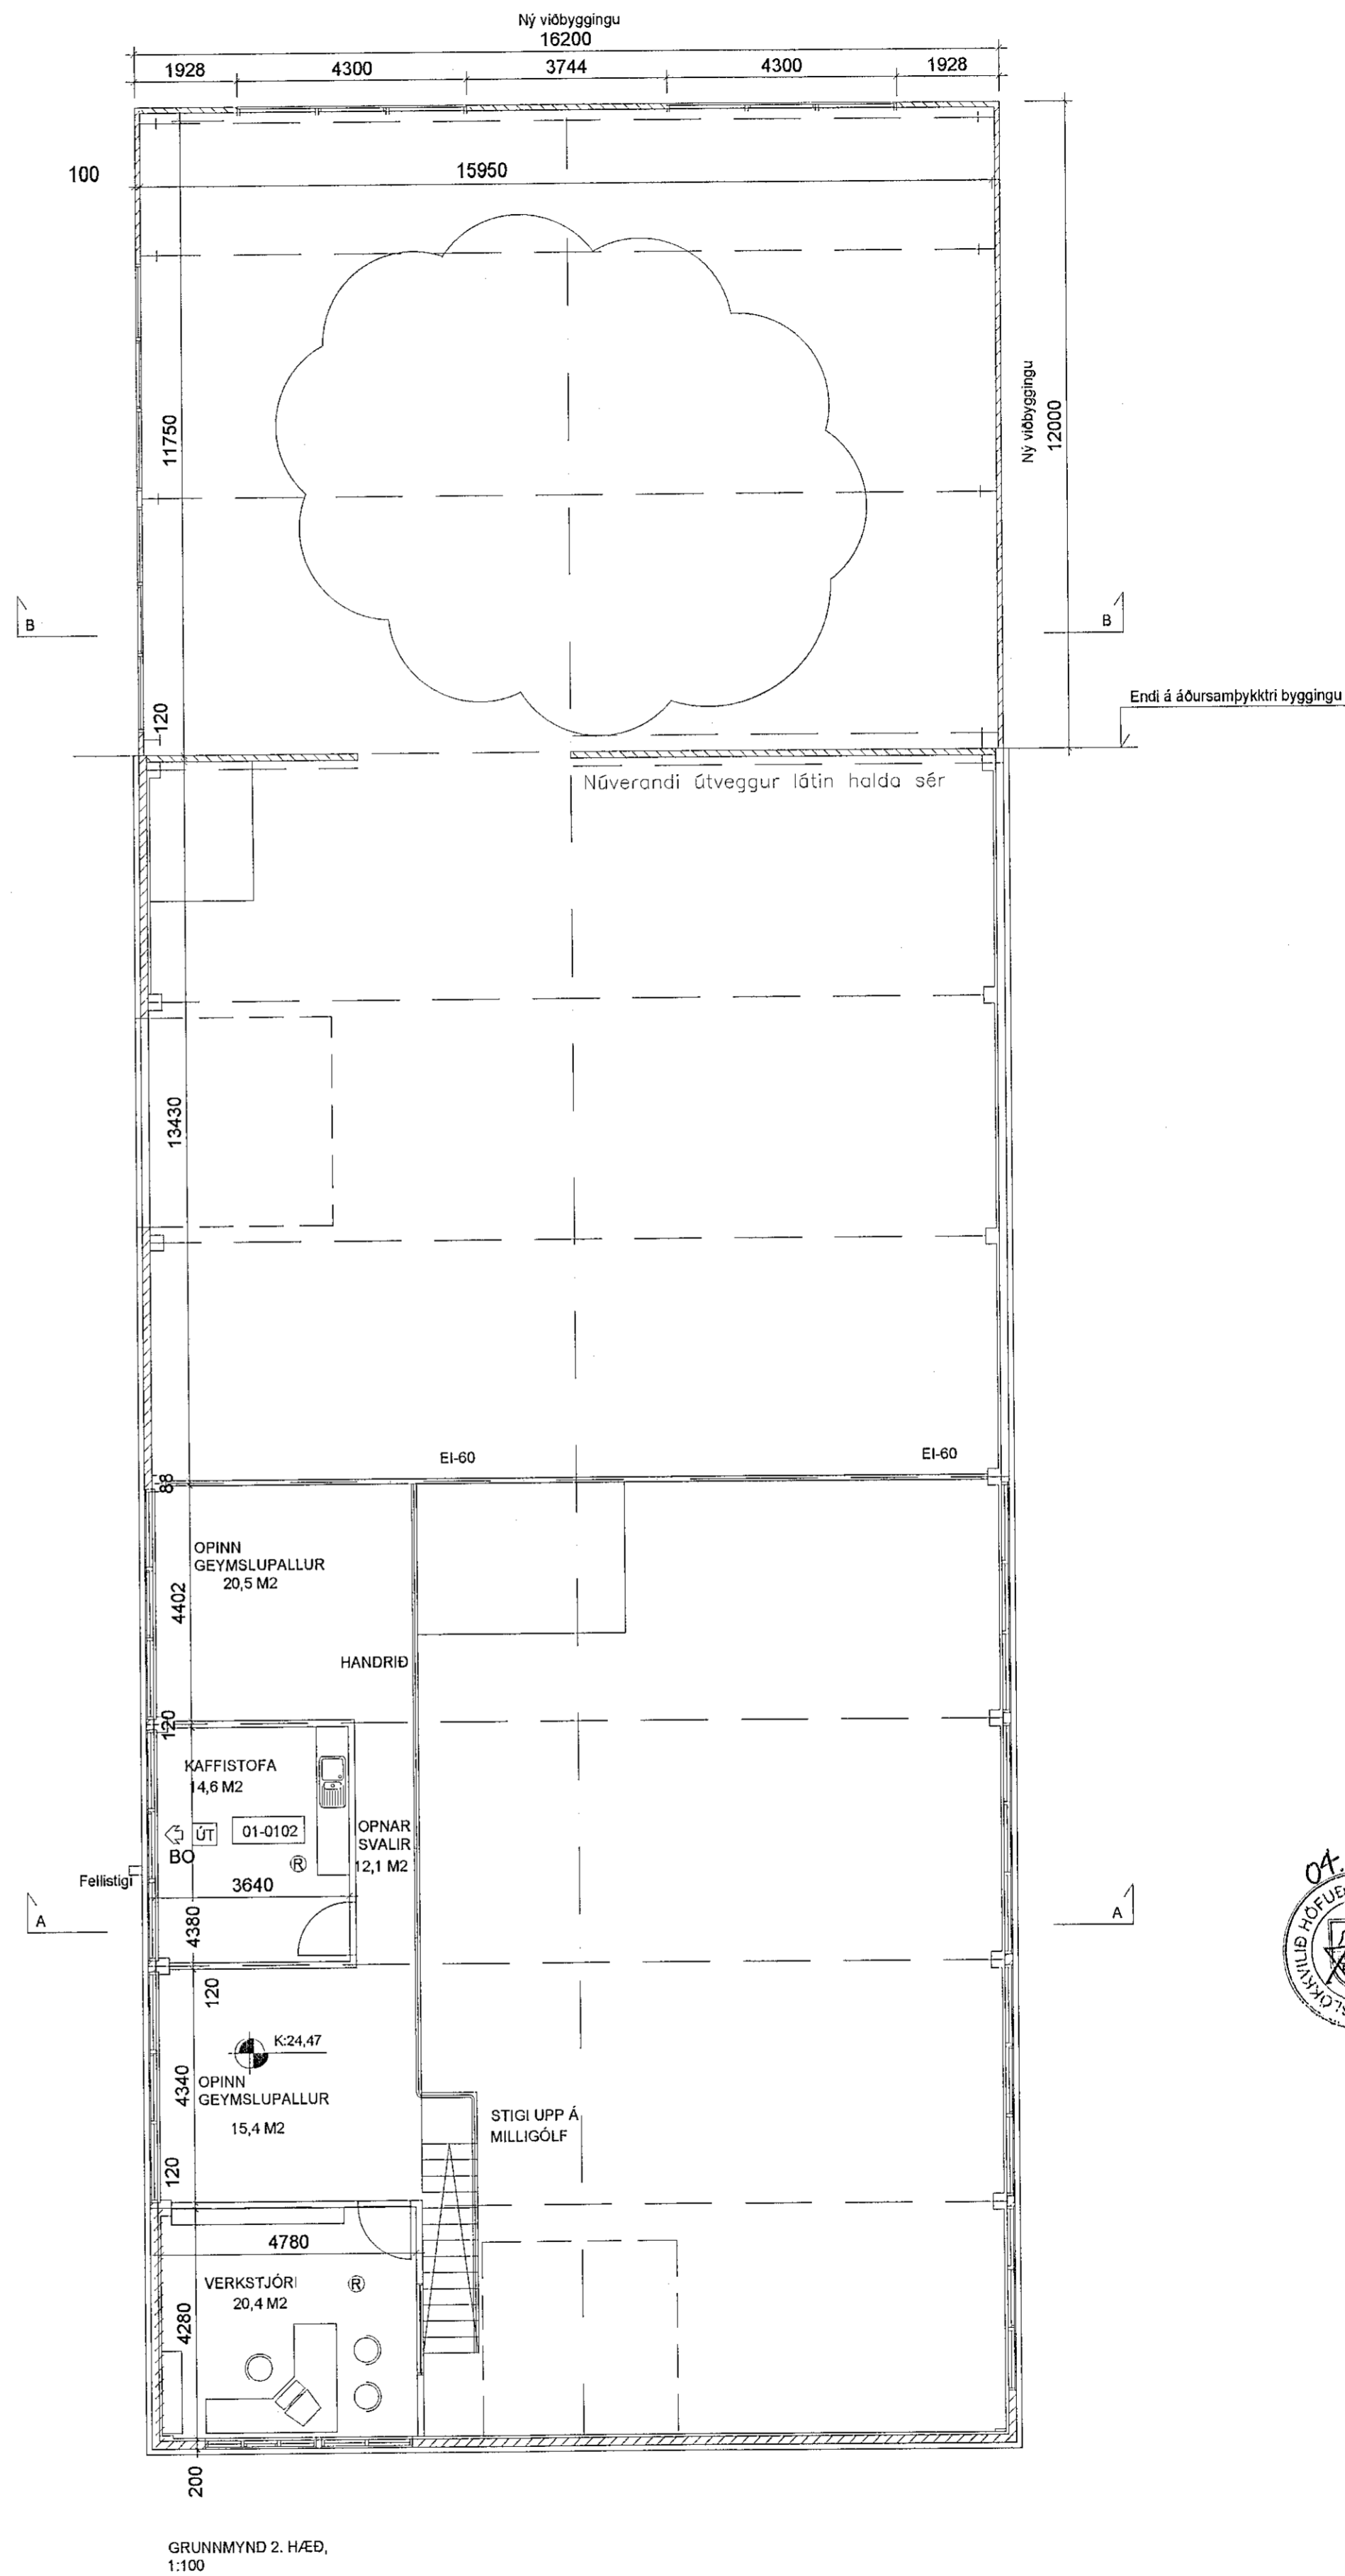 Ný viðbyggingu
16200
1928 4300 3744 4300 1928
100
15950
11750
Ný viðbyggingu
12000
B
B
120
Endi á áðursamþykktri byggingu
Núverandi útveggur látin halda sér
13430
EI-60
EI-60
88
OPINN
GEYMSLUPALLUR
20,5 M2
4402
HANDRIÐ
120
KAFFISTOFA
14,6 M2
ÚT
01-0102
BO
R
OPNAR
SVALIR
12,1 M2
Fellistigi
3640
4380
A
A
04.
SLÖKKVILIÐ
120
K:24,47
4340
OPINN
GEYMSLUPALLUR
15,4 M2
STIGI UPP Á
MILLIGÓLF
120
4780
VERKSTJÓRI
20,4 M2
R
4280
200
GRUNNMYND 2. HÆÐ,
1:100